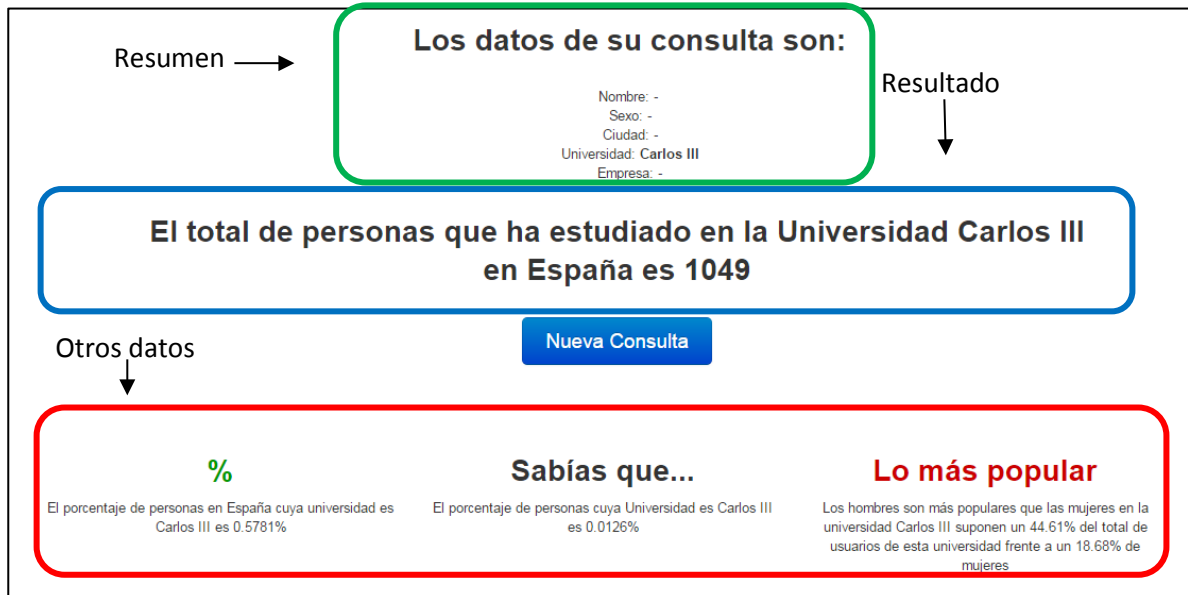 Los datos de su consulta son:
Resumen
Resultado
Nombre: -
Sexo: -
Ciudad: -
Universidad: Carlos III
Empresa: -
El total de personas que ha estudiado en la Universidad Carlos III
en España es 1049
Nueva Consulta
Otros datos
%
El porcentaje de personas en España cuya universidad es
Carlos III es 0.5781%
Sabías que...
El porcentaje de personas cuya Universidad es Carlos III
es 0.0126%
Lo más popular
Los hombres son más populares que las mujeres en la
universidad Carlos III suponen un 44.61% del total de
usuarios de esta universidad frente a un 18.68% de
mujeres